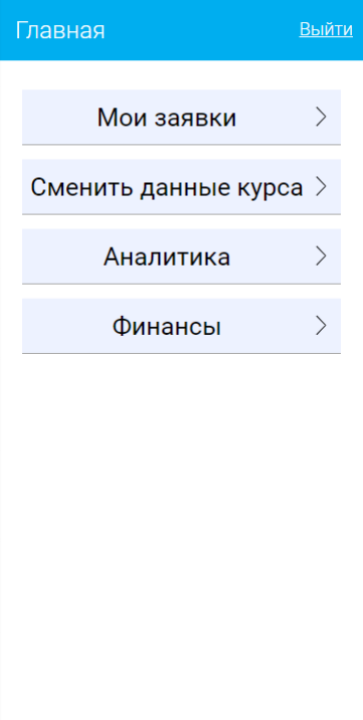 Главная
Выйти
Мои заявки
Сменить данные курса
Аналитика
Финансы